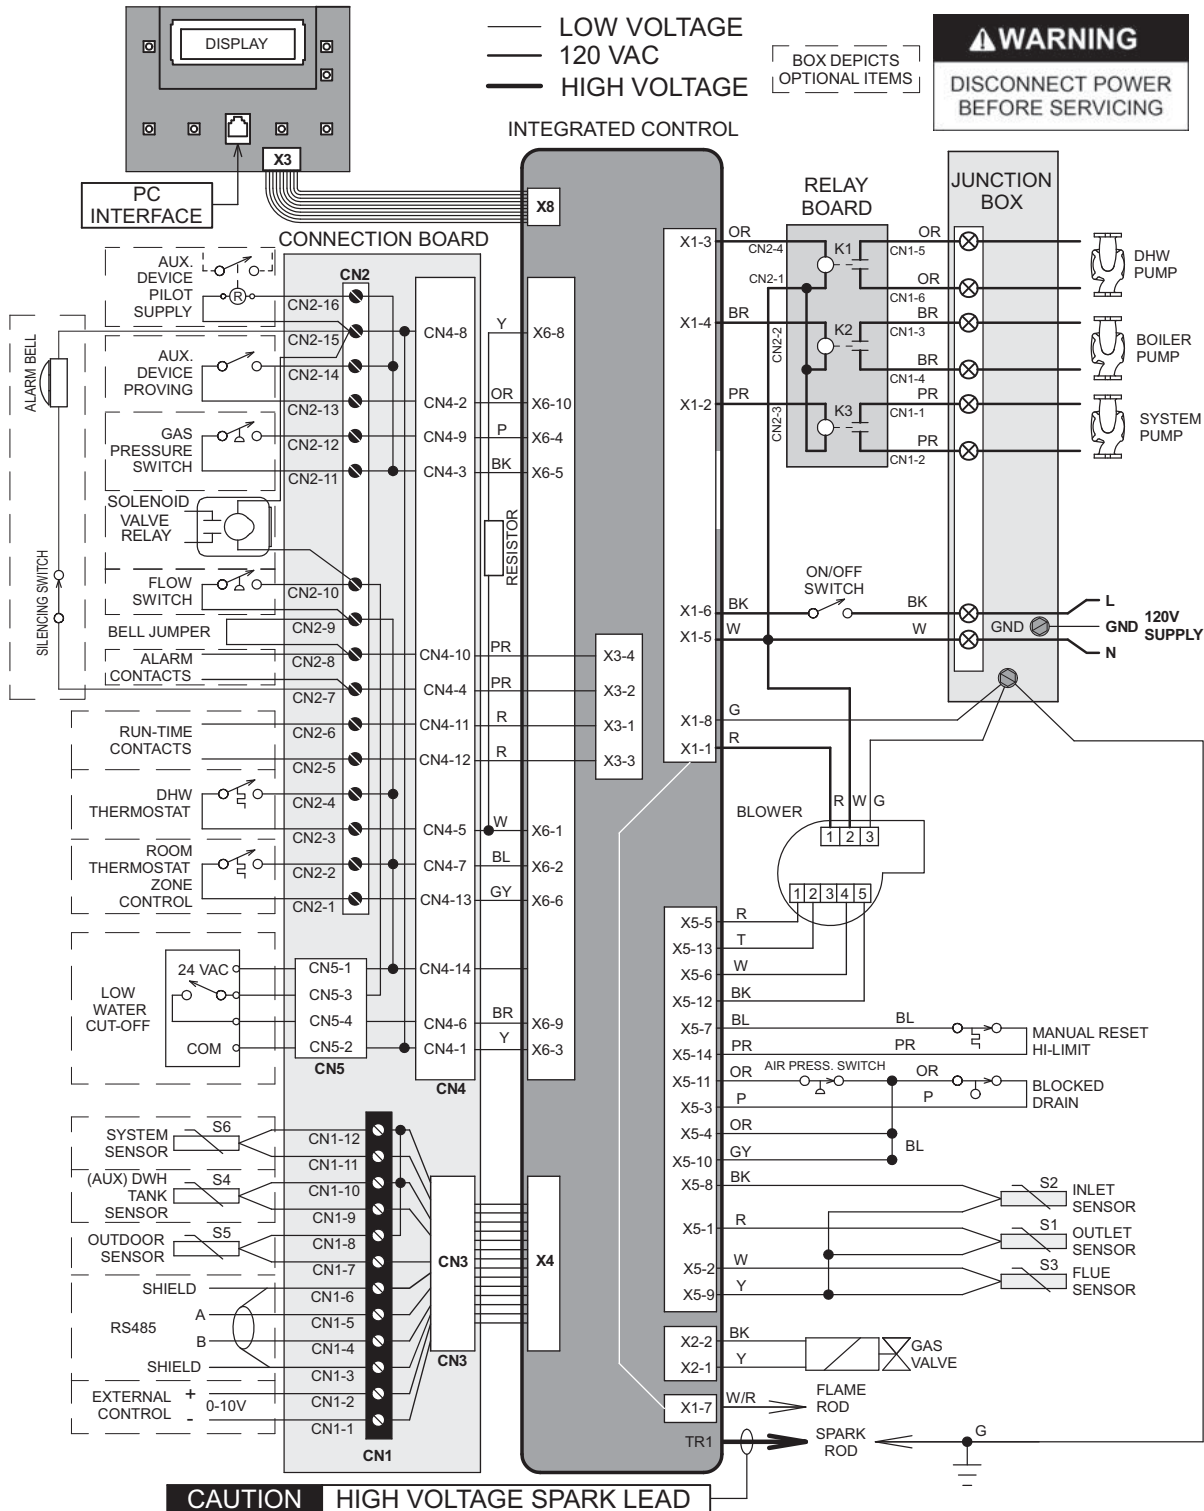 DISPLAY
X3
PC
INTERFACE
LOW VOLTAGE
120 VAC
HIGH VOLTAGE
BOX DEPICTS
OPTIONAL ITEMS
WARNING
DISCONNECT POWER
BEFORE SERVICING
INTEGRATED CONTROL
X8
CONNECTION BOARD
CN2
AUX.
DEVICE
PILOT
SUPPLY
R
AUX.
DEVICE
PROVING
GAS
PRESSURE
SWITCH
SOLENOID
VALVE
RELAY
FLOW
SWITCH
BELL JUMPER
ALARM
CONTACTS
RUN-TIME
CONTACTS
DHW
THERMOSTAT
ROOM
THERMOSTAT
ZONE
CONTROL
ALARM BELL
SILENCING SWITCH
CN2-16
CN2-15
CN2-14
CN2-13
CN2-12
CN2-11
CN2-10
CN2-9
CN2-8
CN2-7
CN2-6
CN2-5
CN2-4
CN2-3
CN2-2
CN2-1
CN4-8
CN4-2
CN4-9
CN4-3
CN4-10
CN4-4
CN4-11
CN4-12
CN4-5
CN4-7
CN4-13
CN4-14
CN4-6
CN4-1
CN4
Y
OR
P
BK
PR
PR
R
R
W
BL
GY
BR
Y
RESISTOR
X6-8
X6-10
X6-4
X6-5
X6-1
X6-2
X6-6
X6-9
X6-3
X3-4
X3-2
X3-1
X3-3
LOW
WATER
CUT-OFF
24 VAC
COM
CN5-1
CN5-3
CN5-4
CN5-2
CN5
SYSTEM
SENSOR
S6
(AUX) DWH
TANK
SENSOR
S4
OUTDOOR
SENSOR
S5
SHIELD
A
RS485
B
SHIELD
EXTERNAL
CONTROL
+
0-10V
-
CN1-12
CN1-11
CN1-10
CN1-9
CN1-8
CN1-7
CN1-6
CN1-5
CN1-4
CN1-3
CN1-2
CN1-1
CN1
CN3
CN3
X4
RELAY
BOARD
JUNCTION
BOX
X1-3
OR
CN2-4
K1
CN2-1
OR
CN1-5
OR
CN1-6
DHW
PUMP
X1-4
BR
CN2-2
K2
BR
CN1-3
BR
CN1-4
BOILER
PUMP
X1-2
PR
CN2-3
K3
PR
CN1-1
PR
CN1-2
SYSTEM
PUMP
ON/OFF
SWITCH
X1-6
BK
BK
L
X1-5
W
W
GND
GND
120V
SUPPLY
N
X1-8
G
X1-1
R
R W G
BLOWER
1 2 3
1 2 3 4 5
X5-5
R
X5-13
T
X5-6
W
X5-12
BK
X5-7
BL
BL
X5-14
PR
PR
MANUAL RESET
HI-LIMIT
X5-11
OR
AIR PRESS. SWITCH
OR
X5-3
P
P
BLOCKED
DRAIN
X5-4
OR
X5-10
GY
BL
X5-8
BK
S2
INLET
SENSOR
X5-1
R
S1
OUTLET
SENSOR
X5-2
W
S3
FLUE
SENSOR
X5-9
Y
X2-2
BK
X2-1
Y
GAS
VALVE
X1-7
W/R
FLAME
ROD
TR1
SPARK
ROD
G
CAUTION HIGH VOLTAGE SPARK LEAD